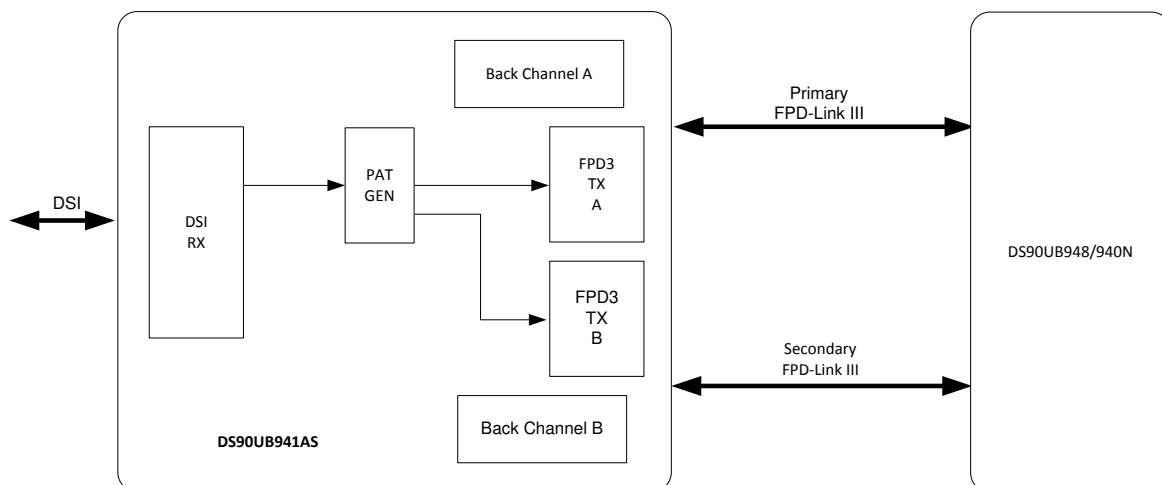 Back Channel A
Primary
FPD-Link III
DSI
RX
PAT
GEN
FPD3
TX
A
DSI
DS90UB948/940N
FPD3
TX
B
Secondary
FPD-Link III
Back Channel B
DS90UB941AS